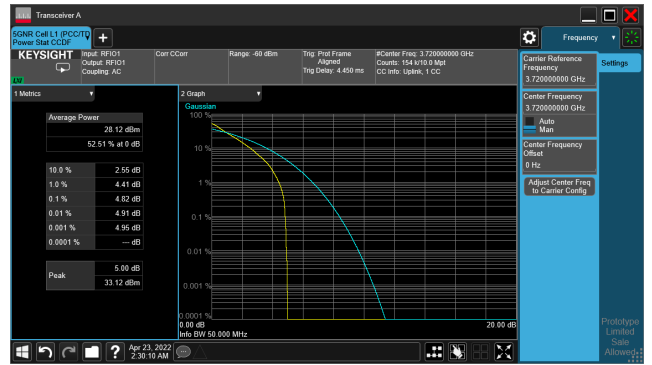 Transceiver A
5GNR Cell L1 (PCC/TD
Power Stat CCDF
Frequency
KEYSIGHT
Input: RFIO1
Output: RFIO1
Coupling: AC
Corr CCorr
Range: -60 dBm
Trig: Prot Frame
Aligned
Trig Delay: 4.450 ms
#Center Freq: 3.720000000 GHz
Counts: 154 k/10.0 Mpt
CC Info: Uplink, 1 CC
1 Metrics
Average Power
28.12 dBm
52.51 % at 0 dB
10.0 % 2.55 dB
1.0 % 4.41 dB
0.1 % 4.82 dB
0.01 % 4.91 dB
0.001 % 4.95 dB
0.0001 % --- dB
Peak
5.00 dB
33.12 dBm
2 Graph
Gaussian
100 %
10 %
1 %
0.1 %
0.01 %
0.001 %
0.0001 %
0.00 dB
20.00 dB
Info BW 50.000 MHz
Carrier Reference
Frequency
3.720000000 GHz
Center Frequency
3.720000000 GHz
Auto
Man
Center Frequency
Offset
0 Hz
Adjust Center Freq
to Carrier Config
Settings
Prototype
Limited
Sale
Allowed
Apr 23, 2022
2:30:10 AM